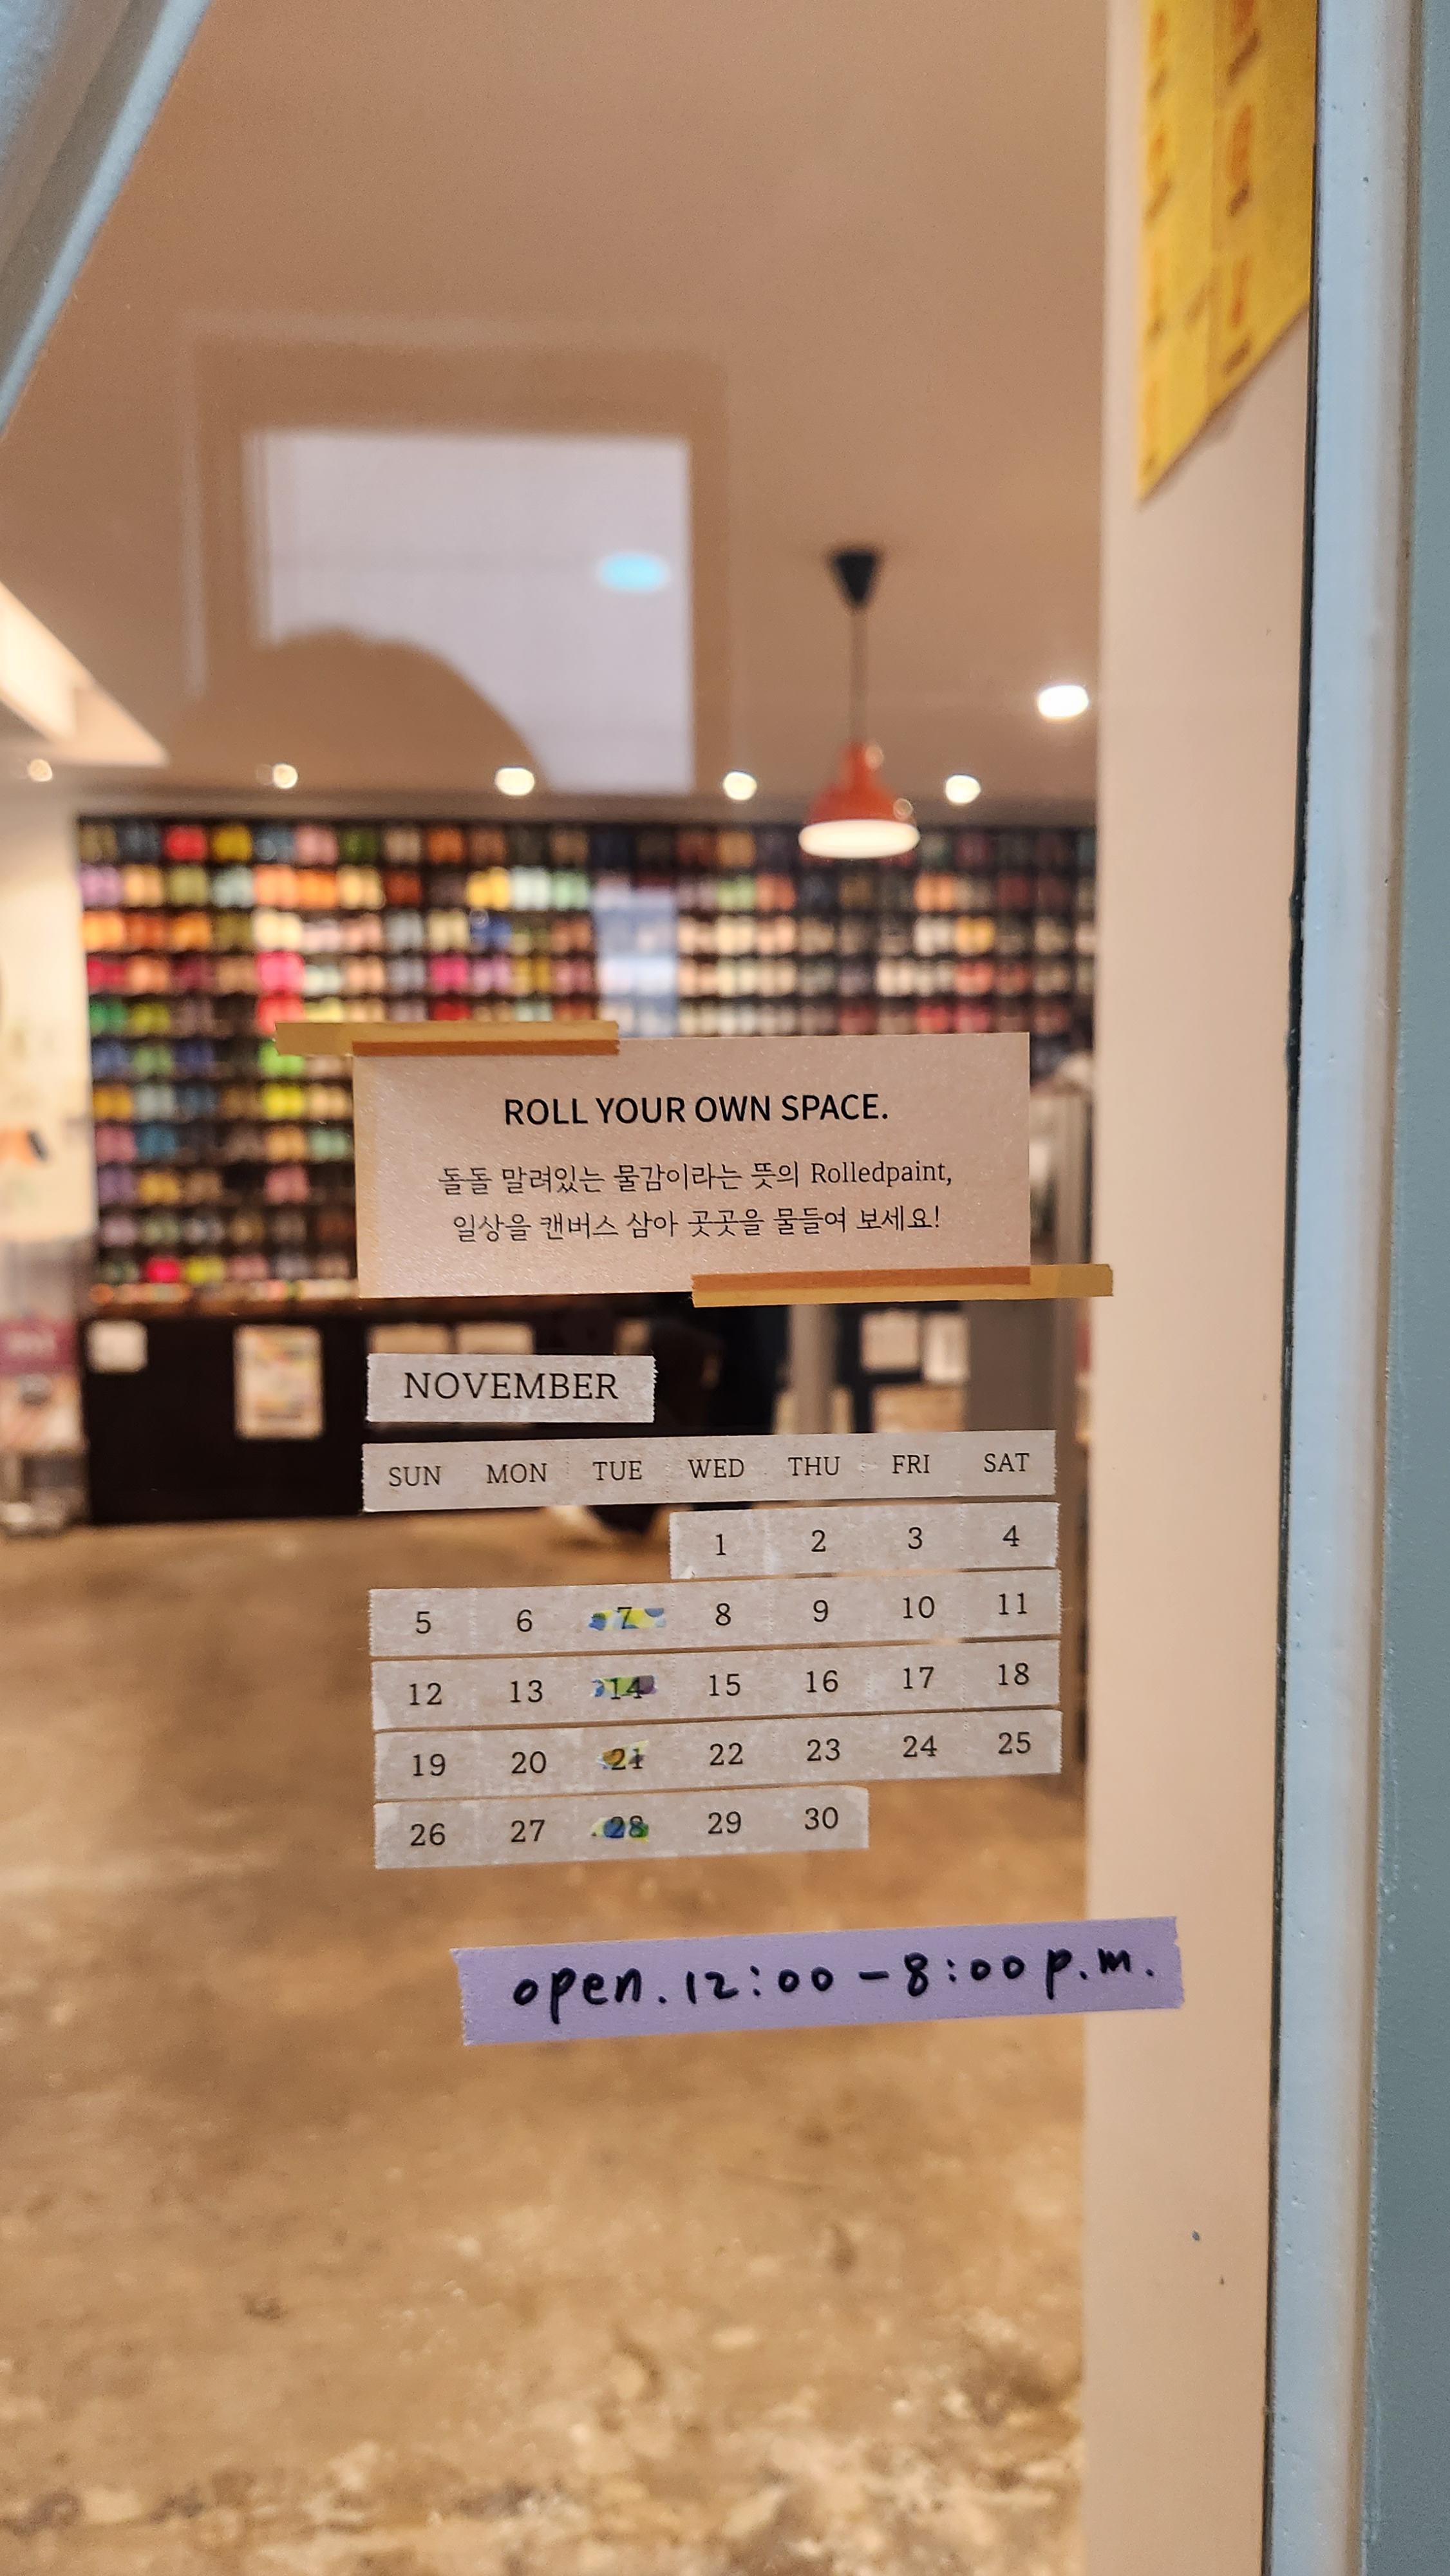 ROLL YOUR OWN SPACE.
돌돌 말려있는 물감이라는 뜻의 Rolledpaint,
일상을 캔버스 삼아 곳곳을 물들여 보세요!
NOVEMBER
SUN MON TUE WED THU FRI SAT
1 2 3 4
5 6 7 8 9 10 11
12 13 14 15 16 17 18
19 20 21 22 23 24 25
26 27 28 29 30
open. 12:00 - 8:00 p.m.